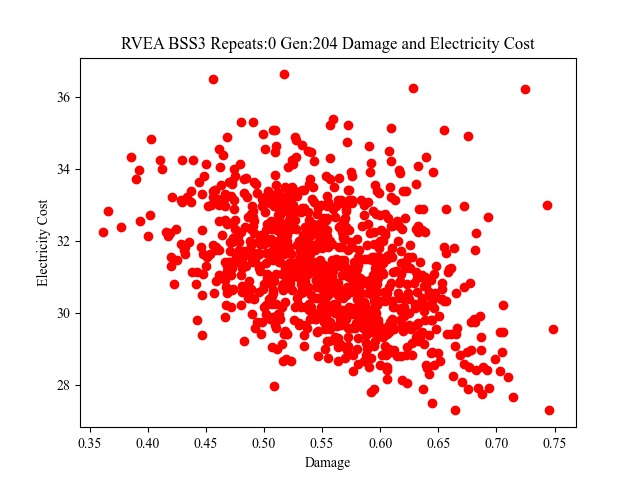 RVEA BSS3 Repeats:0 Gen:204 Damage and Electricity Cost
36
34
32
30
28
Electricity Cost
0.35 0.40 0.45 0.50 0.55 0.60 0.65 0.70 0.75
Damage